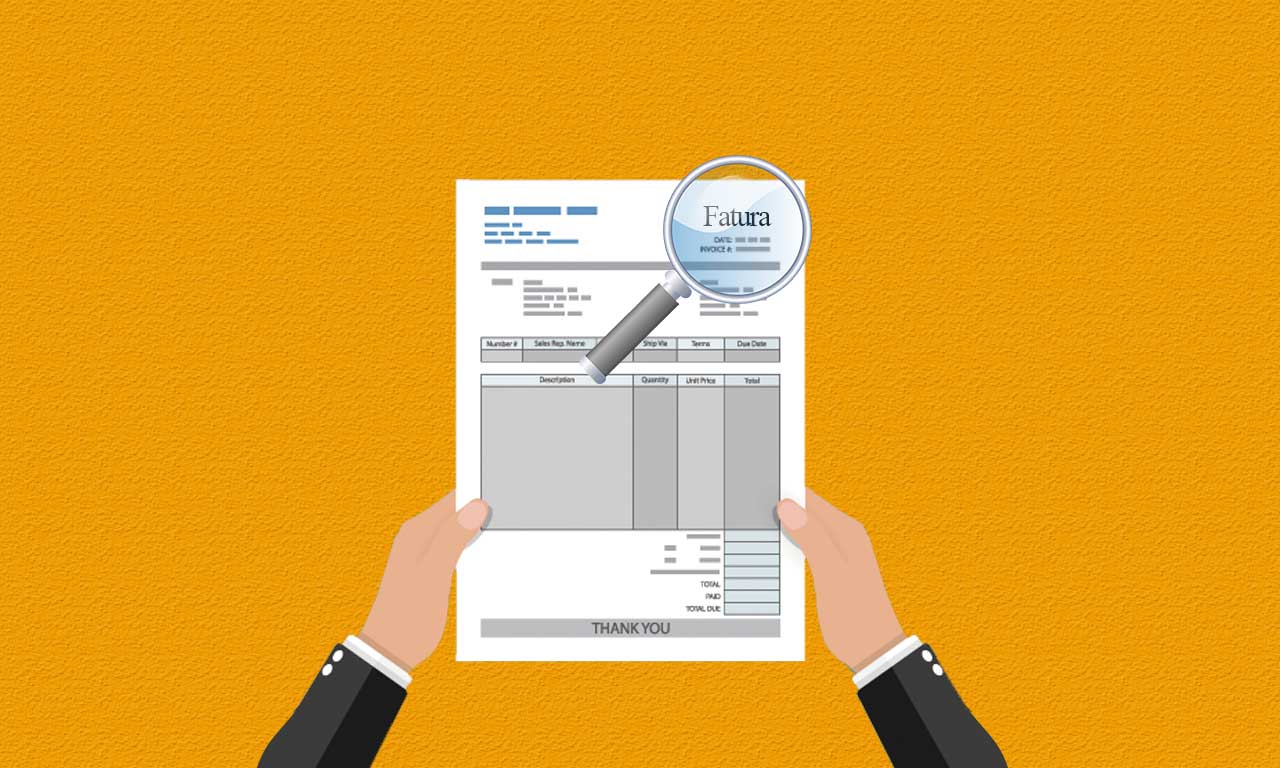 Fatura
DATE:
INVOICE #:
Number # Sales Rep. Name Ship Via Terms Due Date
Description Quantity Unit Price Total
TOTAL
PAID
TOTAL DUE
THANK YOU